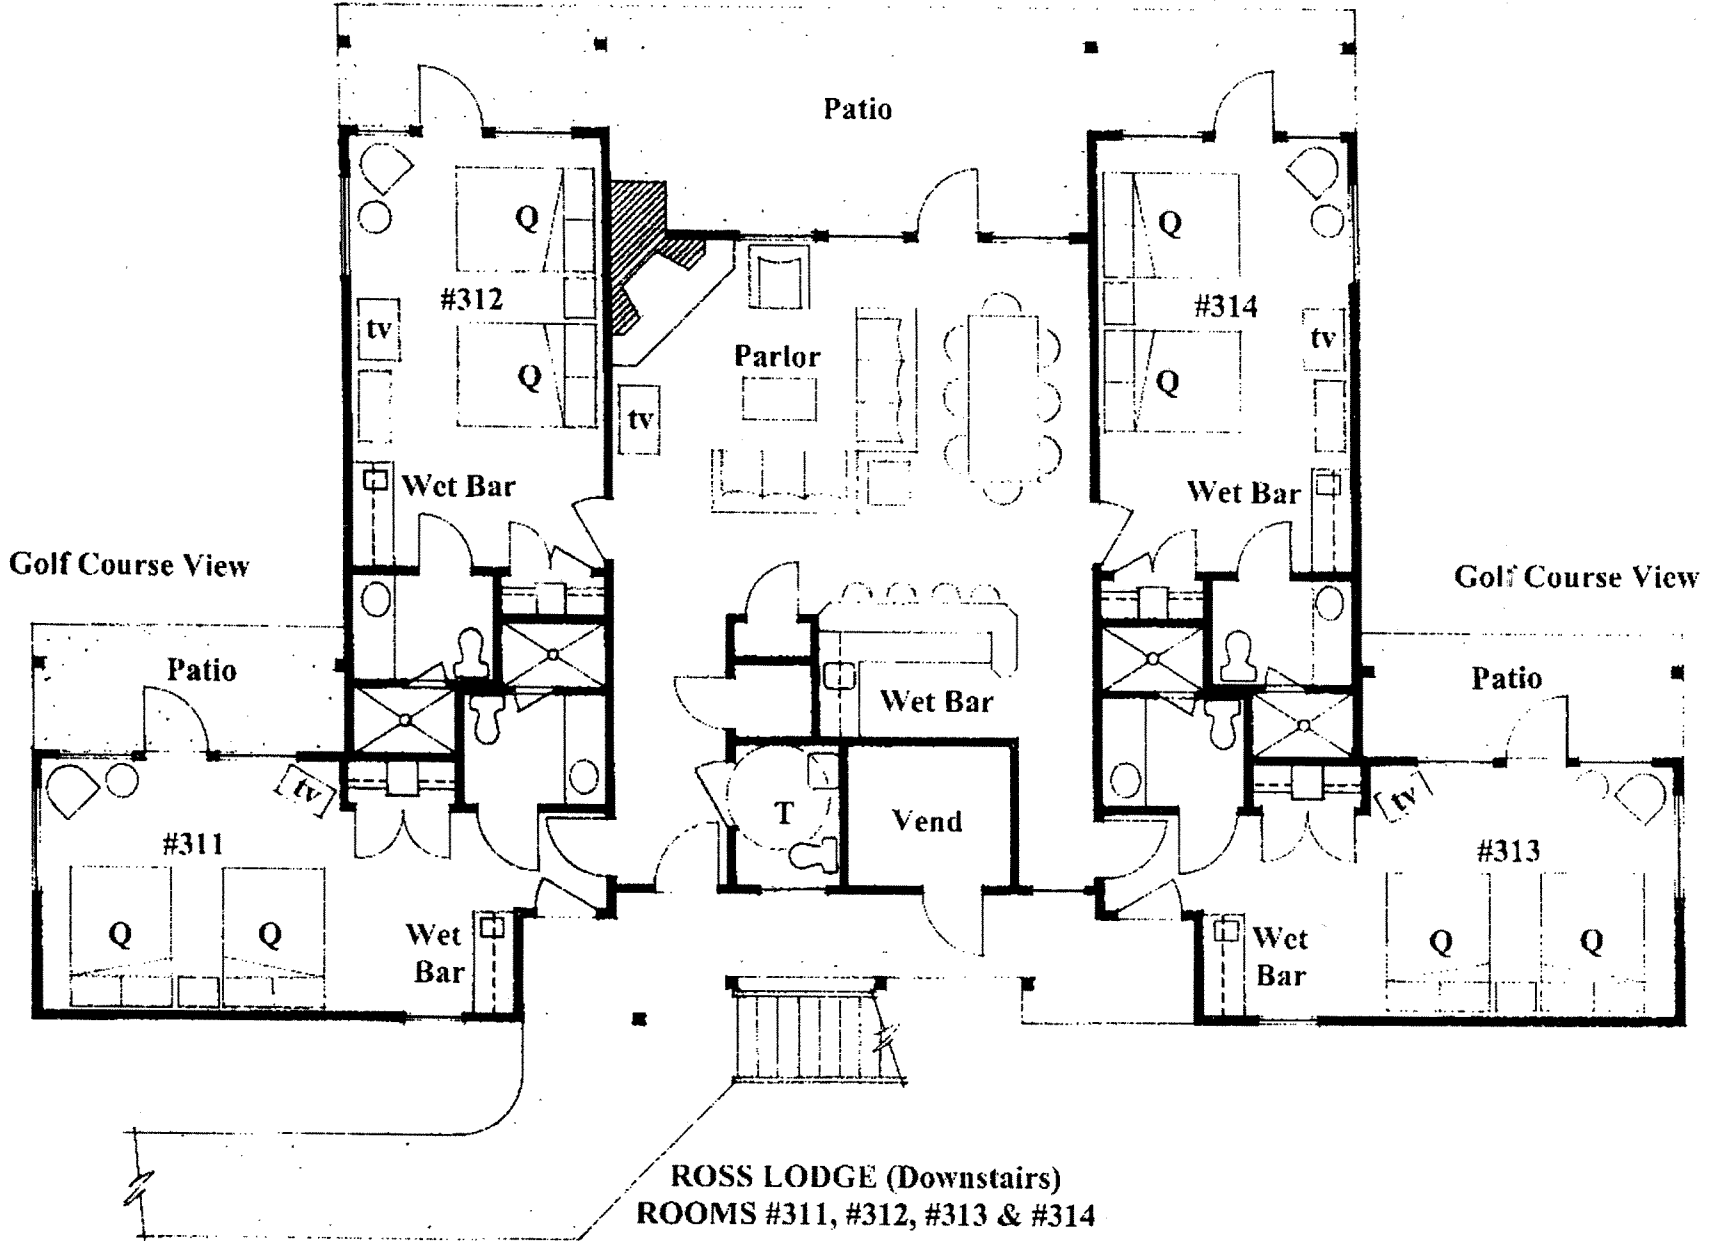 Patio
Q
Q
#312
#314
tv
tv
Parlor
Q
Q
tv
Wet Bar
Wet Bar
Golf Course View
Golf Course View
Patio
Patio
Wet Bar
tv
tv
T
Vend
#311
#313
Q
Q
Wet
Bar
Wet
Bar
Q
Q
ROSS LODGE (Downstairs)
ROOMS #311, #312, #313 & #314